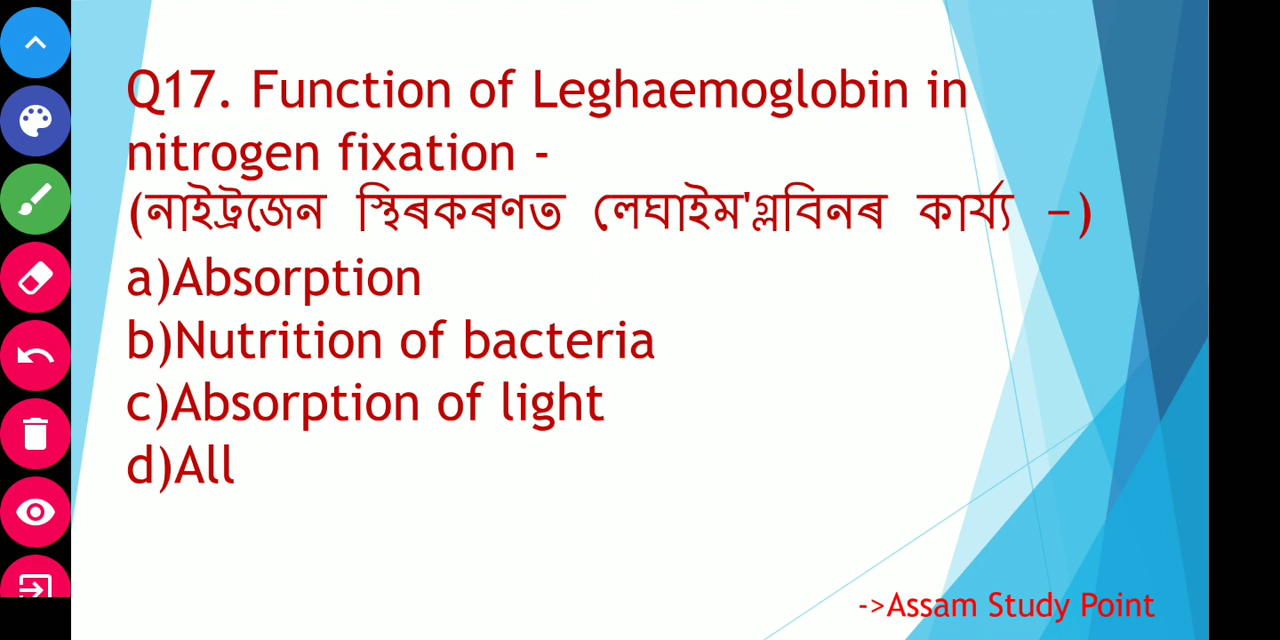 Q17. Function of Leghaemoglobin in
nitrogen fixation -
(নাইট্ৰজেন স্থিৰকৰণত লেঘাইম'গ্লবিনৰ কাৰ্য্য –)
a)Absorption
b)Nutrition of bacteria
c)Absorption of light
d)All
->Assam Study Point